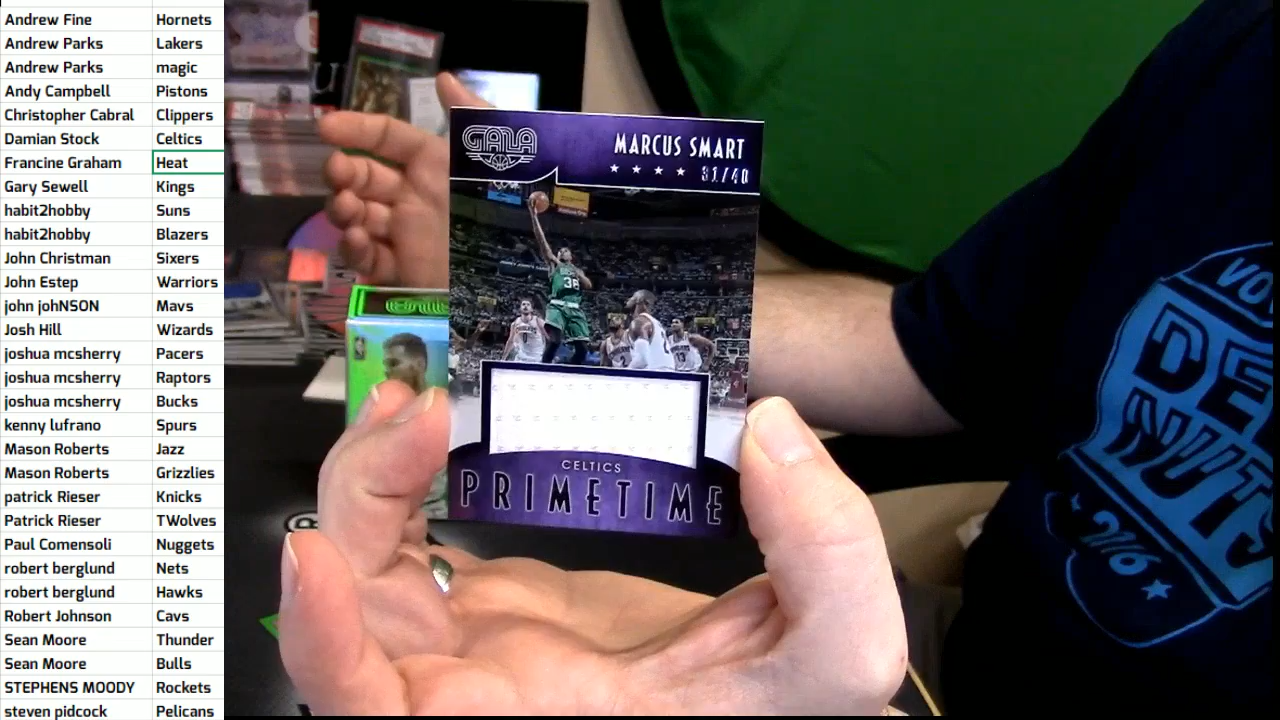 Andrew Fine Hornets
Andrew Parks Lakers
Andrew Parks magic
Andy Campbell Pistons
Christopher Cabral Clippers
Damian Stock Celtics
Francine Graham Heat
Gary Sewell Kings
habit2hobby Suns
habit2hobby Blazers
John Christman Sixers
John Estep Warriors
john johNSON Mavs
Josh Hill Wizards
joshua mcsherry Pacers
joshua mcsherry Raptors
joshua mcsherry Bucks
kenny lufrano Spurs
Mason Roberts Jazz
Mason Roberts Grizzlies
patrick Rieser Knicks
Patrick Rieser TWolves
Paul Comensoli Nuggets
robert berglund Nets
robert berglund Hawks
Robert Johnson Cavs
Sean Moore Thunder
Sean Moore Bulls
STEPHENS MOODY Rockets
steven pidcock Pelicans
GALA
MARCUS SMART
31/40
36
CELTICS
PRIMETIME
216